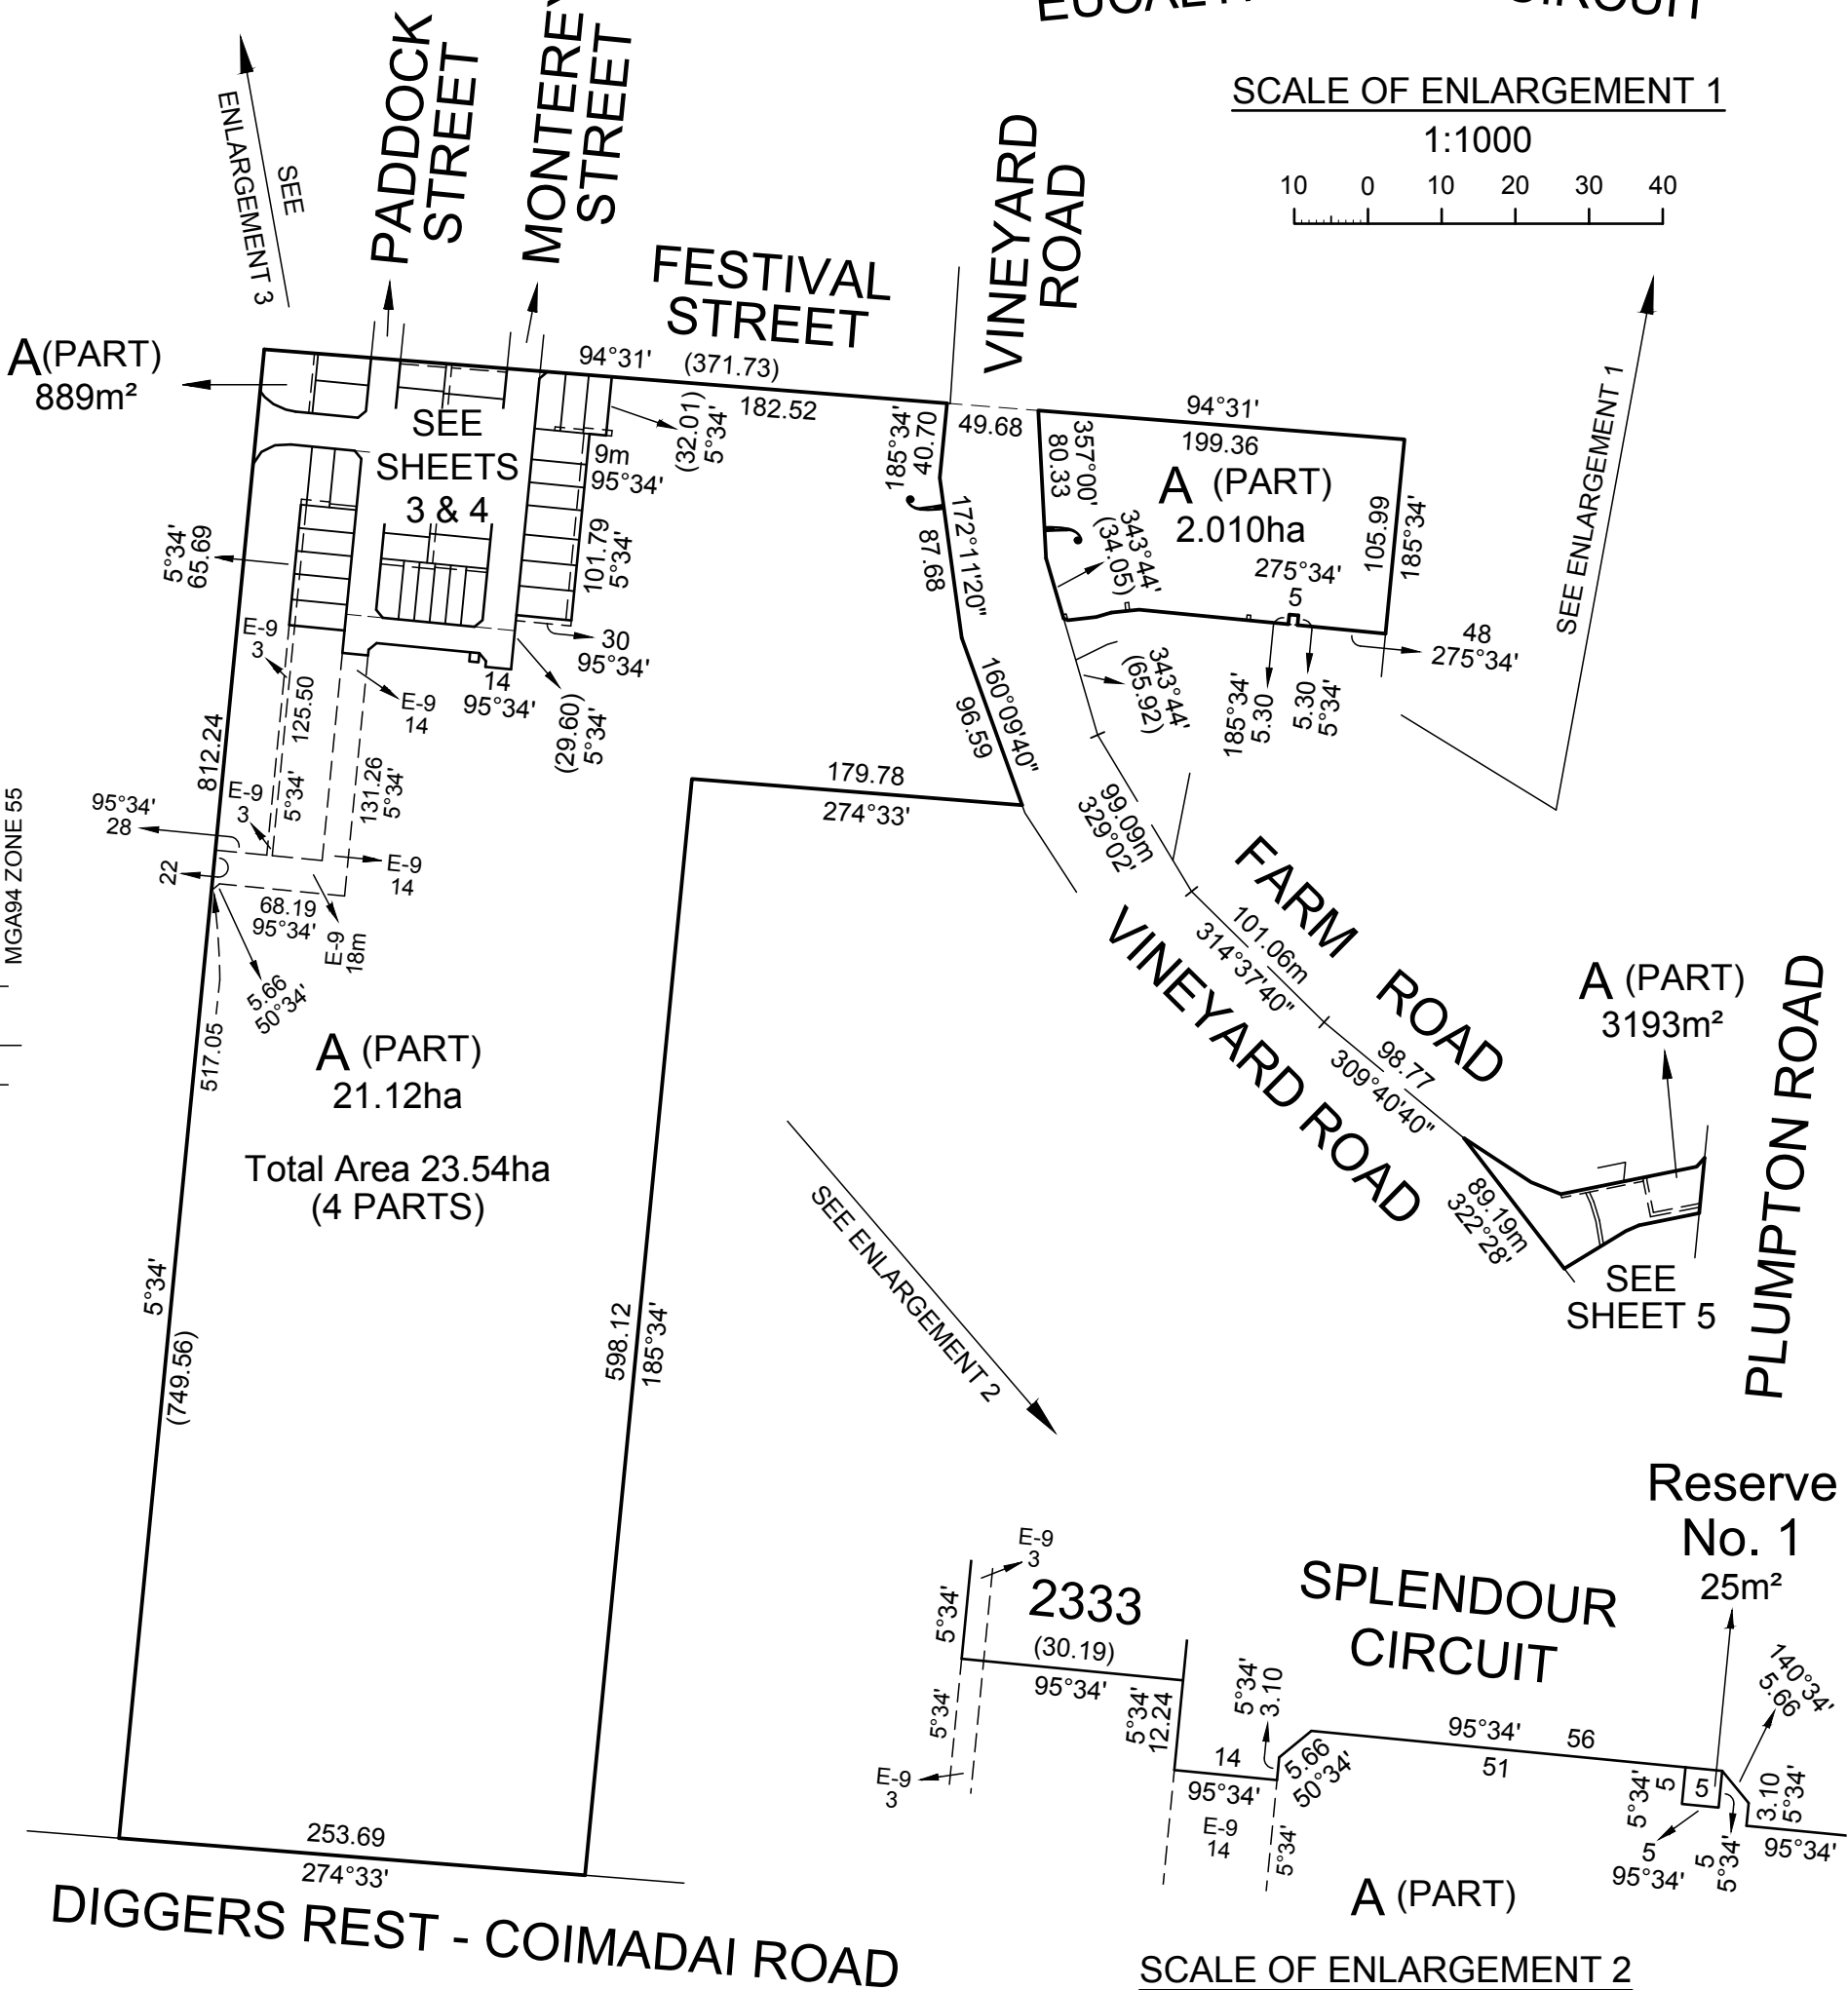 CIRCUIT
SCALE OF ENLARGEMENT 1
1:1000
10 0 10 20 30 40
SEE
ENLARGEMENT 3
PADDOCK
STREET
MONTEREY
STREET
FESTIVAL
STREET
VINEYARD
ROAD
SEE ENLARGEMENT 1
A(PART)
889m²
94°31' (371.73)
182.52
SEE
SHEETS
3 & 4
(32.01)
5°34'
9m
95°34'
101.79
5°34'
185°34'
40.70
49.68
94°31'
199.36
357°00'
80.33
A (PART)
2.010ha
105.99
185°34'
343°44'
(34.05)
275°34'
5
172°11'20"
87.68
5°34'
65.69
E-9
3
30
95°34'
48
275°34'
14
95°34'
E-9
14
(29.60)
5°34'
125.50
5°34'
131.26
5°34'
812.24
160°09'40"
96.59
343°44'
(65.92)
185°34'
5.30
5.30
5°34'
179.78
274°33'
95°34'
28
E-9
3
22
E-9
14
68.19
95°34'
E-9
18m
5.66
50°34'
517.05
MGA94 ZONE 55
99.09m
329°02'
FARM ROAD
101.06m
314°37'40"
VINEYARD ROAD
98.77
309°40'40"
A (PART)
3193m²
PLUMPTON ROAD
89.19m
322°28'
SEE
SHEET 5
A (PART)
21.12ha
Total Area 23.54ha
(4 PARTS)
5°34'
(749.56)
598.12
185°34'
SEE ENLARGEMENT 2
253.69
274°33'
DIGGERS REST - COIMADAI ROAD
Reserve
No. 1
25m²
E-9
3
2333
5°34'
(30.19)
95°34'
5°34'
E-9
3
5°34'
12.24
14
95°34'
E-9
14
5°34'
3.10
5.66
50°34'
5°34'
SPLENDOUR
CIRCUIT
95°34' 56
51
140°34'
5.66
5°34'
5
5
5
95°34'
5
5°34'
3.10
5°34'
95°34'
A (PART)
SCALE OF ENLARGEMENT 2